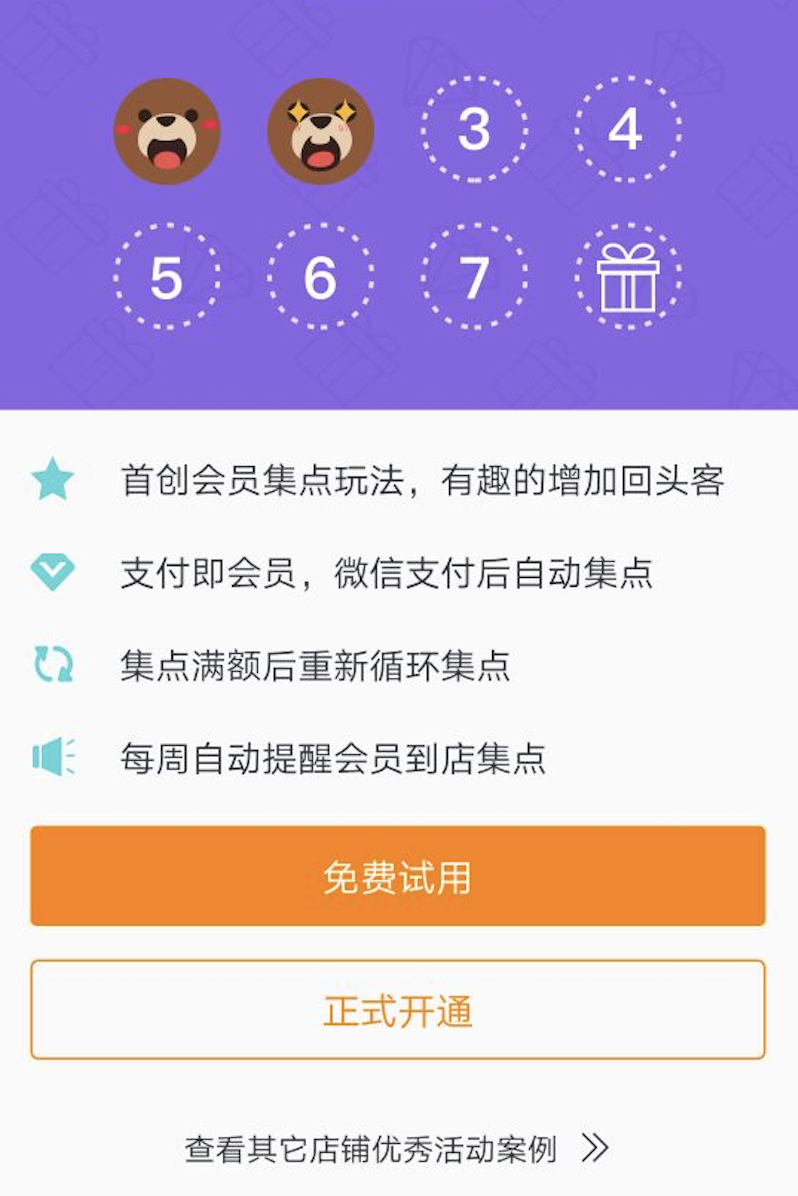 3 4
5 6 7
首创会员集点玩法，有趣的增加回头客
支付即会员，微信支付后自动集点
集点满额后重新循环集点
每周自动提醒会员到店集点
免费试用
正式开通
查看其它店铺优秀活动案例